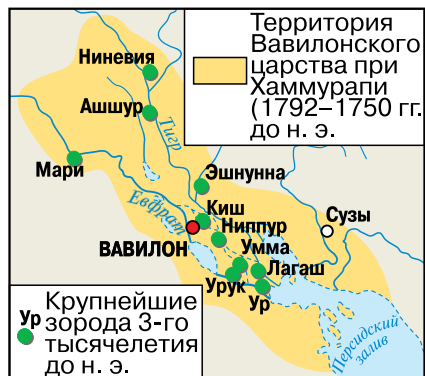 Территория
Вавилонского
царства при
Хаммурапи
(1792–1750 гг.
до н. э.
Ниневия
Ашшур
Тигр
Мари
Эшнунна
Евфрат
Киш
Сузы
Ниппур
ВАВИЛОН
Умма
Лагаш
Урук
Ур
Персидский
залив
Крупнейшие
Ур зорода 3-го
тысячелетия
до н. э.